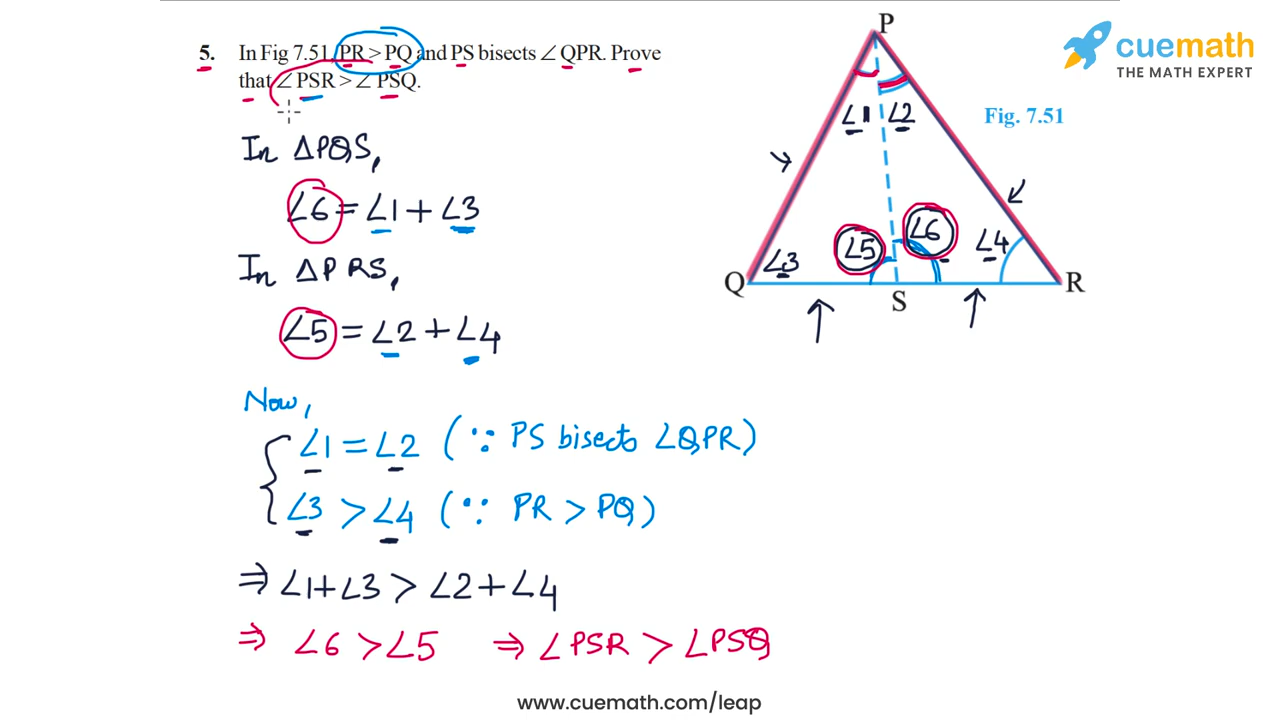 5. In Fig 7.51, PR > PQ and PS bisects ∠ QPR. Prove
that ∠ PSR > ∠ PSQ.
In ΔPQS,
∠6 = ∠1 + ∠3
In ΔPRS,
∠5 = ∠2 + ∠4
Now,
∠1 = ∠2 (∵ PS bisects ∠QPR)
∠3 > ∠4 (∵ PR > PQ)
⇒ ∠1+∠3 > ∠2+∠4
⇒ ∠6 > ∠5 ⇒ ∠PSR > ∠PSQ
P
∠1 ∠2
Fig. 7.51
∠3 ∠5 ∠6 ∠4
Q S R
cuemath
THE MATH EXPERT
www.cuemath.com/leap